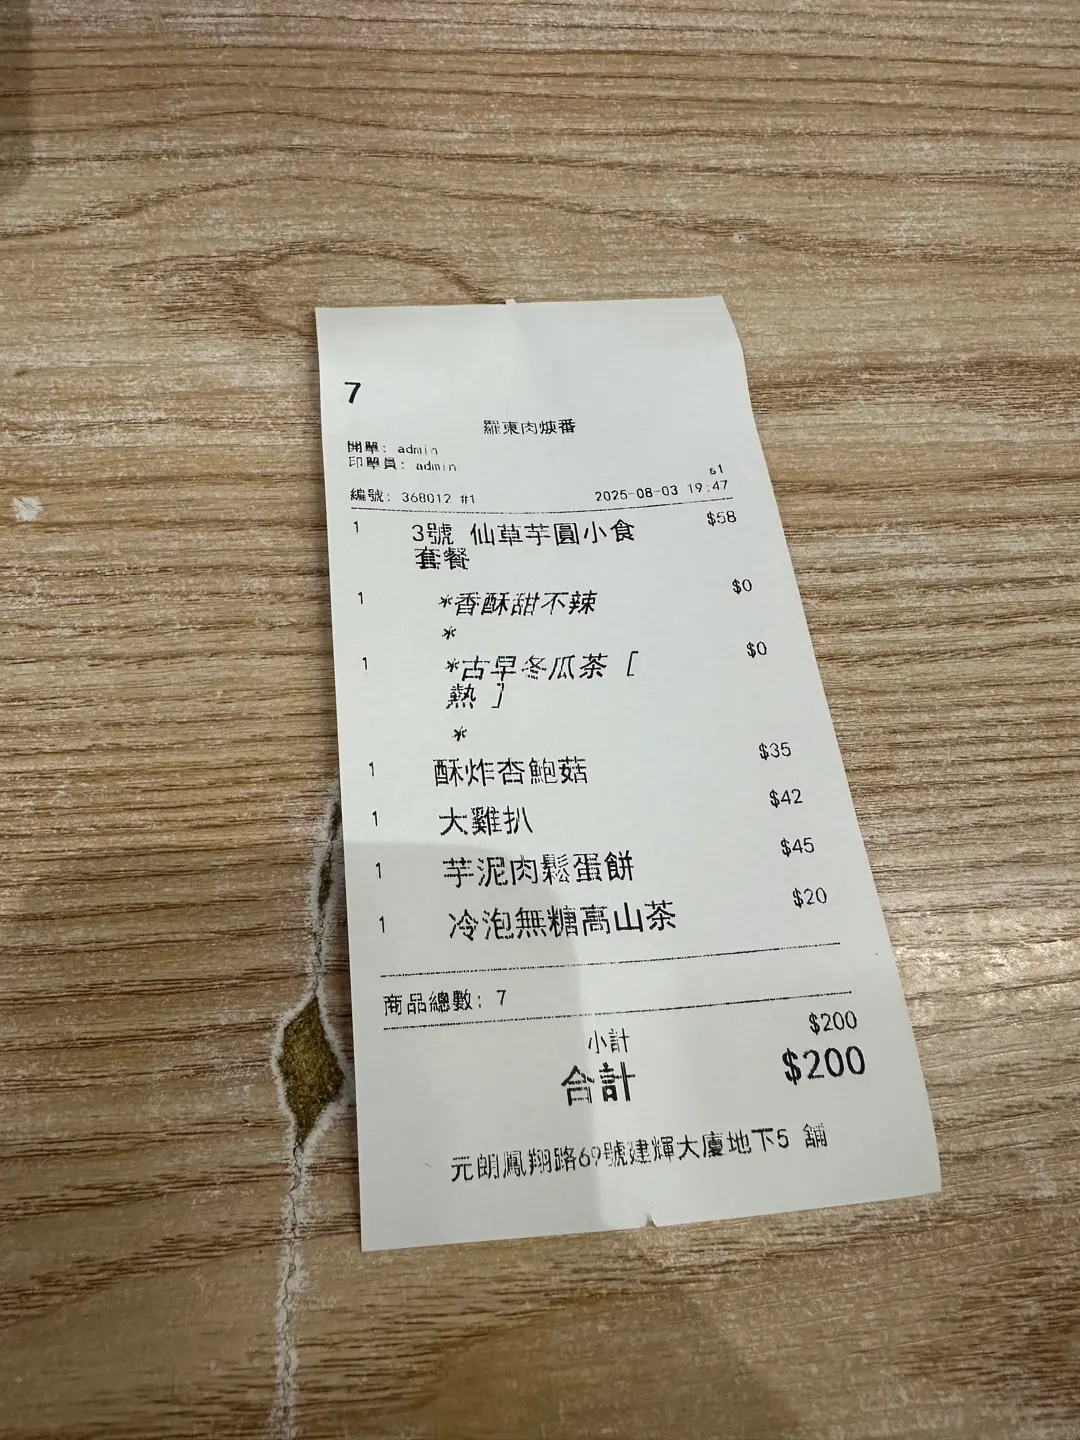 7
羅東肉焿番
開單: admin
印單員: admin
s1
編號: 368012 #1 2025-08-03 19:47
1 3號 仙草芋圓小食 $58
套餐
1 *香酥甜不辣 $0
*
1 *古早冬瓜茶 [ $0
熱 ]
*
1 酥炸杏鮑菇 $35
1 大雞扒 $42
1 芋泥肉鬆蛋餅 $45
1 冷泡無糖高山茶 $20
商品總數: 7
小計 $200
合計 $200
元朗鳳翔路69號建輝大廈地下5 舖